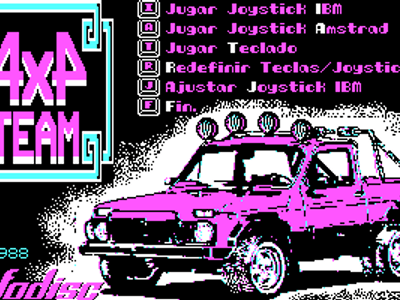 I Jugar Joystick IBM
A Jugar Joystick Amstrad
T Jugar Teclado
R Redefinir Teclas/Joystic
J Ajustar Joystick IBM
F Fin.
4x4
TEAM
988
fodisc